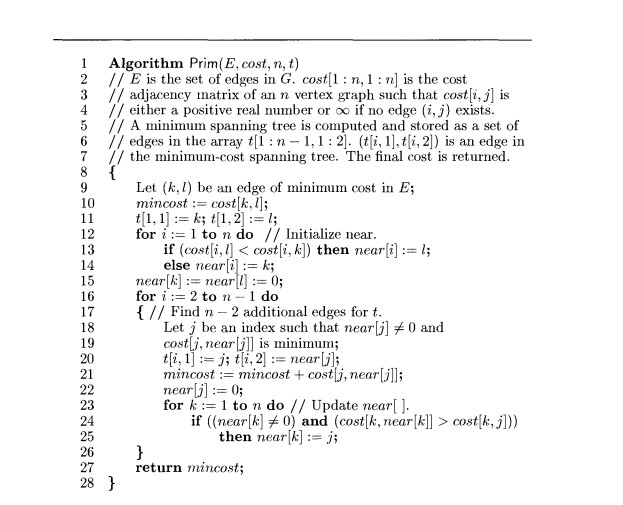 1 Algorithm Prim(E, cost, n, t)
2 // E is the set of edges in G. cost[1 : n, 1 : n] is the cost
3 // adjacency matrix of an n vertex graph such that cost[i, j] is
4 // either a positive real number or ∞ if no edge (i, j) exists.
5 // A minimum spanning tree is computed and stored as a set of
6 // edges in the array t[1 : n − 1, 1 : 2]. (t[i, 1], t[i, 2]) is an edge in
7 // the minimum-cost spanning tree. The final cost is returned.
8 {
9 Let (k, l) be an edge of minimum cost in E;
10 mincost := cost[k, l];
11 t[1, 1] := k; t[1, 2] := l;
12 for i := 1 to n do // Initialize near.
13 if (cost[i, l] < cost[i, k]) then near[i] := l;
14 else near[i] := k;
15 near[k] := near[l] := 0;
16 for i := 2 to n − 1 do
17 { // Find n − 2 additional edges for t.
18 Let j be an index such that near[j] ≠ 0 and
19 cost[j, near[j]] is minimum;
20 t[i, 1] := j; t[i, 2] := near[j];
21 mincost := mincost + cost[j, near[j]];
22 near[j] := 0;
23 for k := 1 to n do // Update near[ ].
24 if ((near[k] ≠ 0) and (cost[k, near[k]] > cost[k, j]))
25 then near[k] := j;
26 }
27 return mincost;
28 }